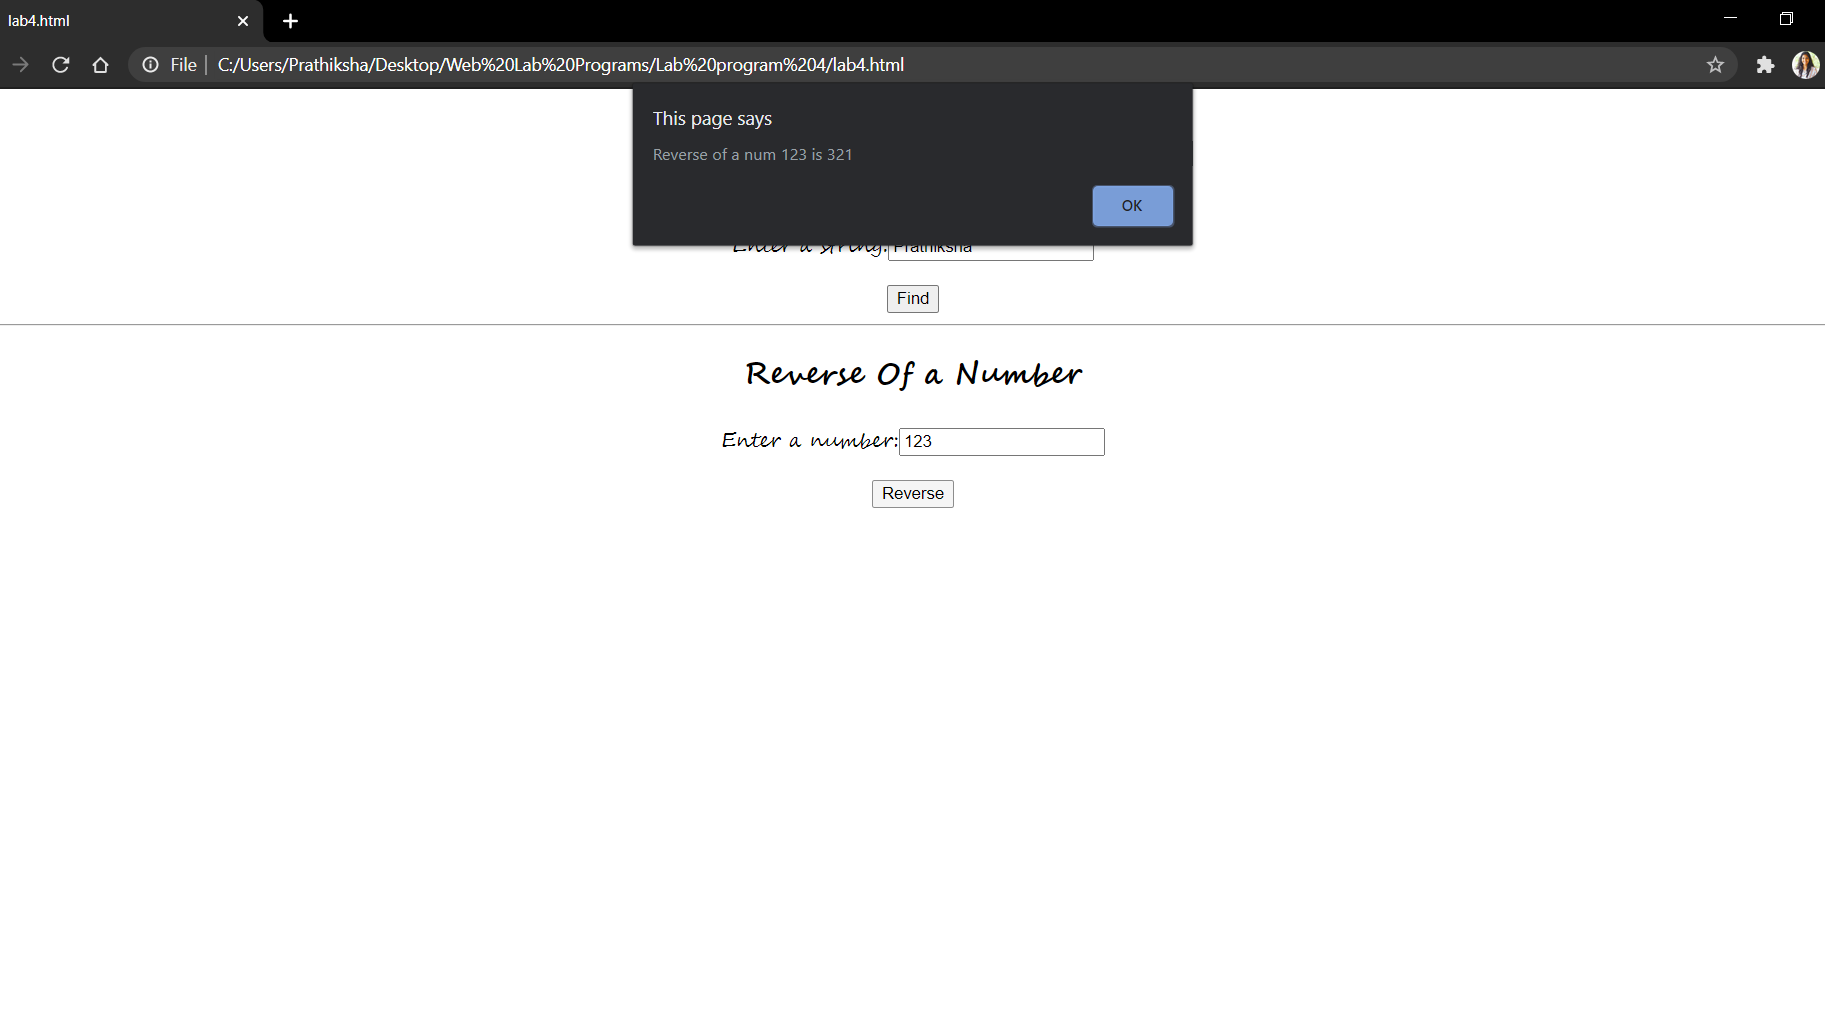 lab4.html
File | C:/Users/Prathiksha/Desktop/Web%20Lab%20Programs/Lab%20program%204/lab4.html
This page says
Reverse of a num 123 is 321
OK
Enter a string: Prathiksha
Find
Reverse Of a Number
Enter a number: 123
Reverse